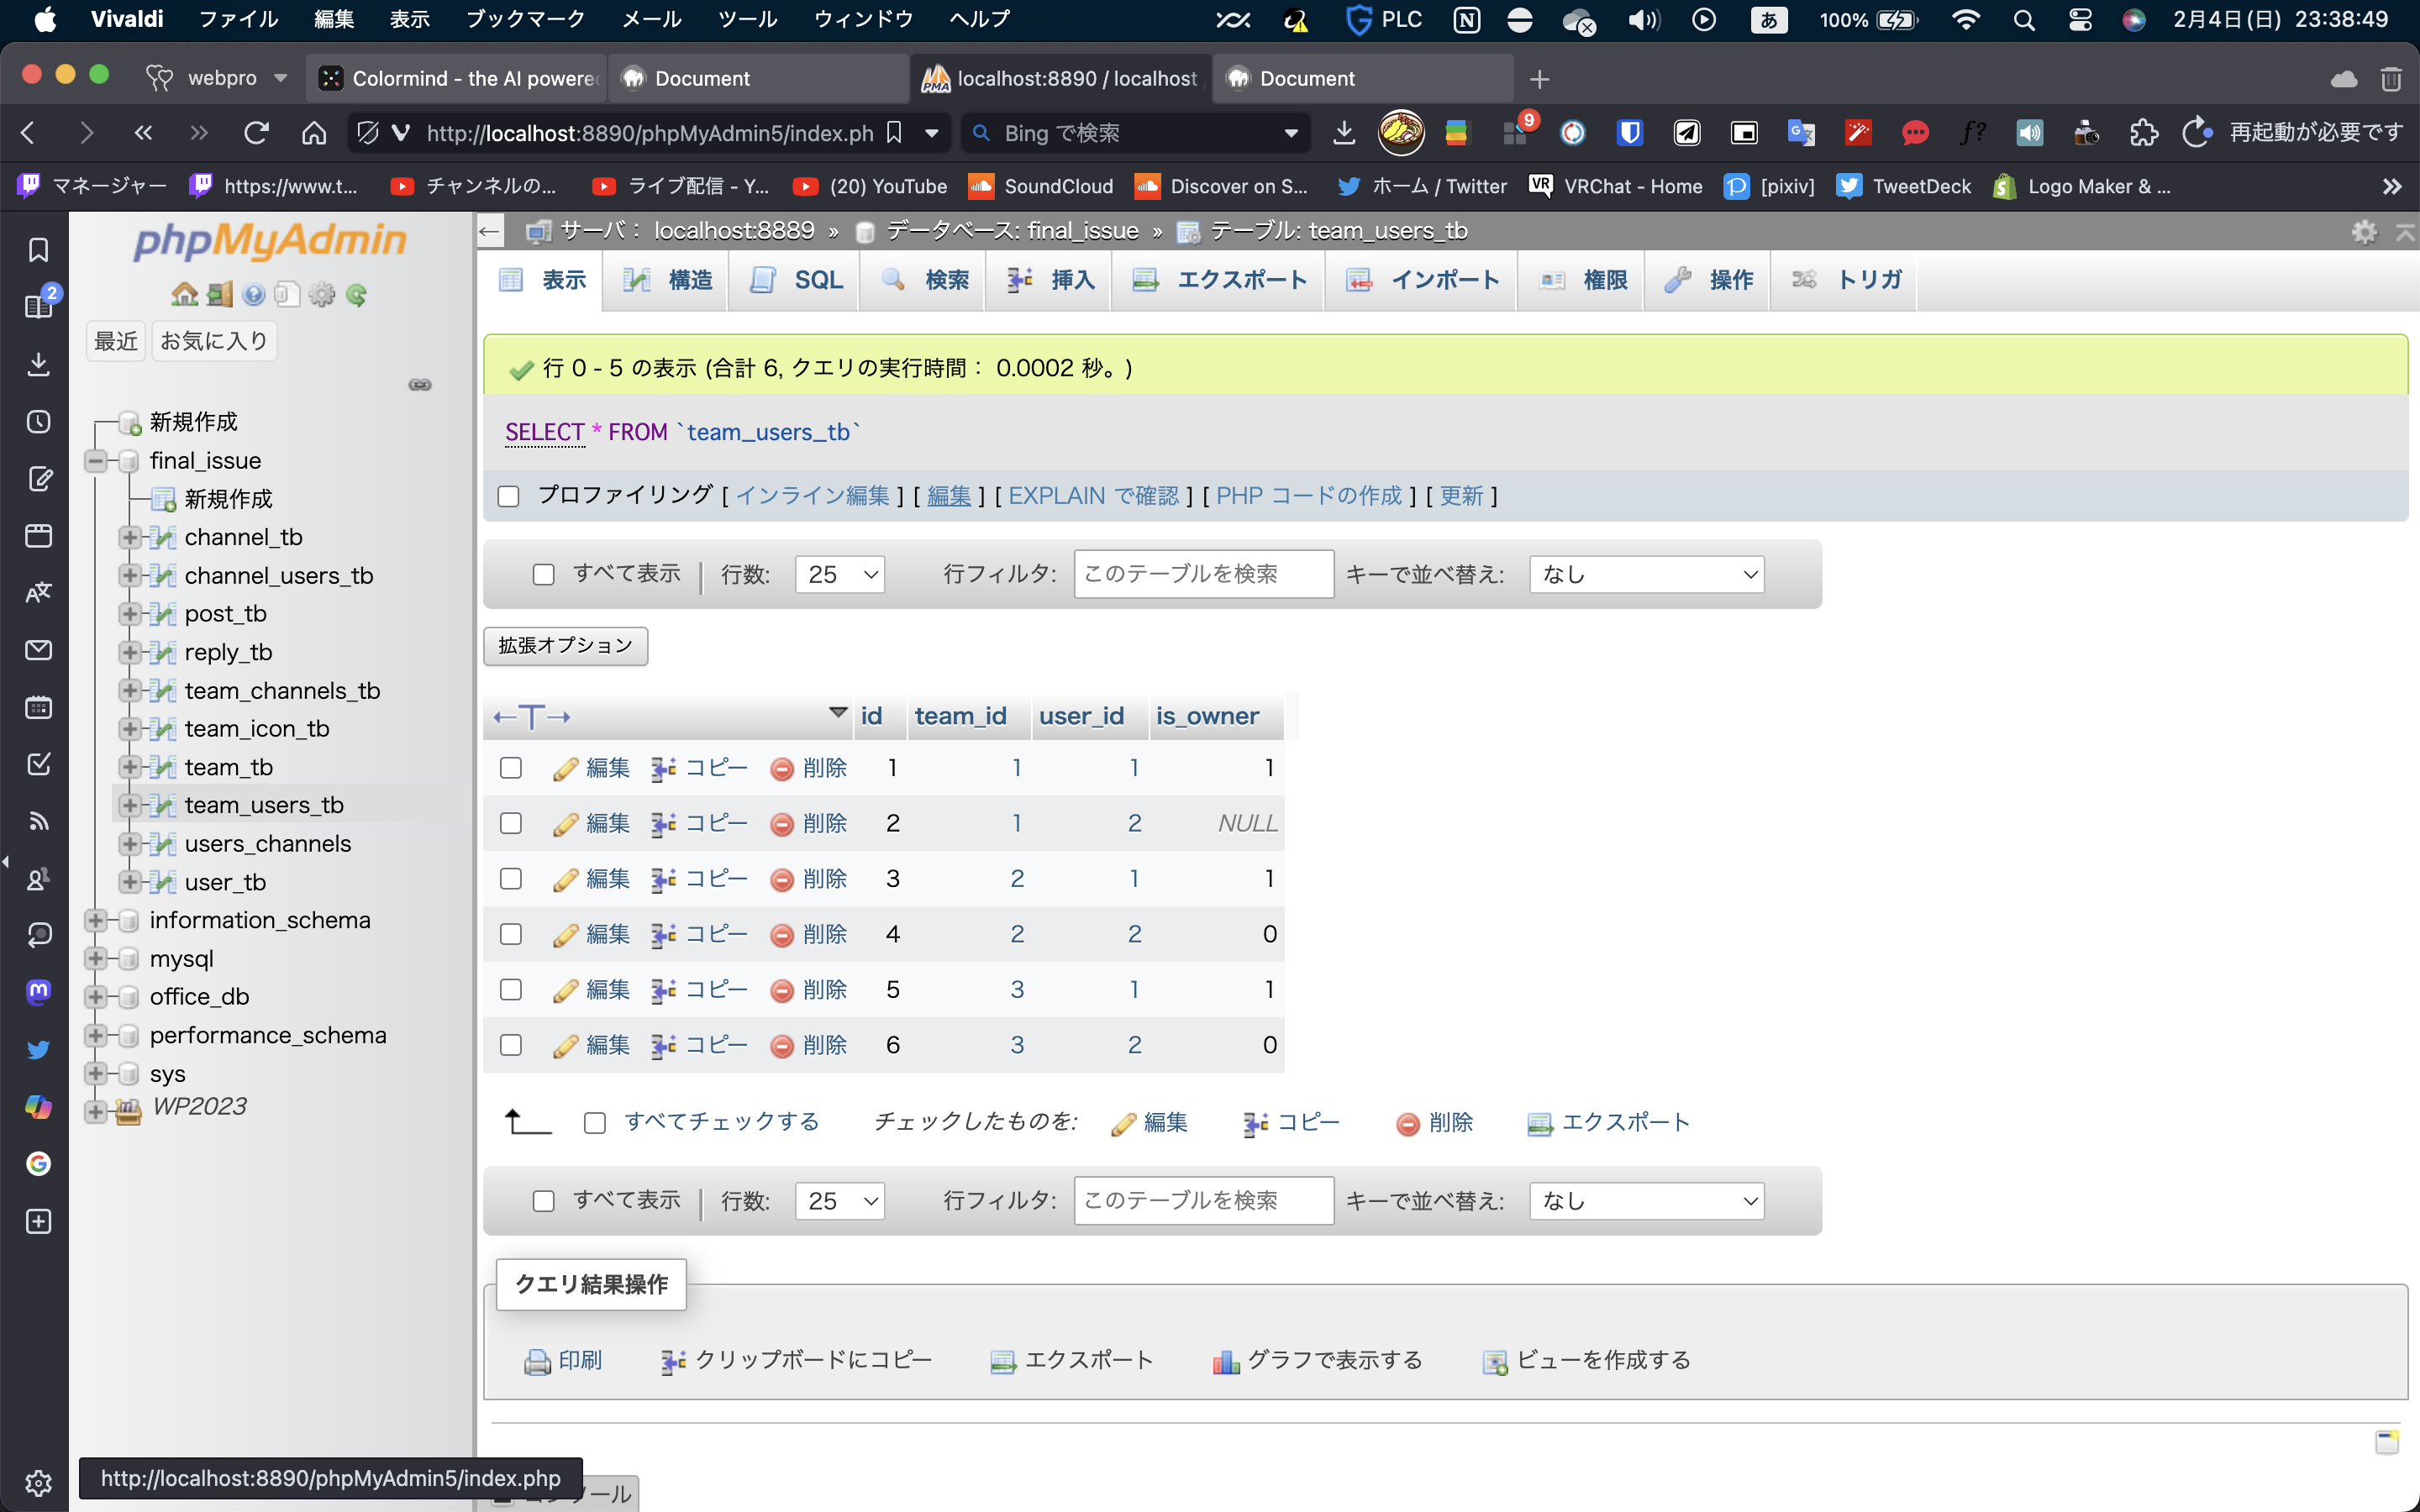 Vivaldi ファイル 編集 表示 ブックマーク メール ツール ウィンドウ ヘルプ PLC あ 100% 2月4日(日) 23:38:49
webpro Colormind - the AI powere Document localhost:8890 / localhost Document
http://localhost:8890/phpMyAdmin5/index.ph Bing で検索 9 再起動が必要です
マネージャー https://www.t... チャンネルの... ライブ配信 - Y... (20) YouTube SoundCloud Discover on S... ホーム / Twitter VRChat - Home [pixiv] TweetDeck Logo Maker & ...
phpMyAdmin
2
最近 お気に入り
新規作成
final_issue
新規作成
channel_tb
channel_users_tb
post_tb
reply_tb
team_channels_tb
team_icon_tb
team_tb
team_users_tb
users_channels
user_tb
information_schema
mysql
office_db
performance_schema
sys
WP2023
http://localhost:8890/phpMyAdmin5/index.php
サーバ: localhost:8889 » データベース: final_issue » テーブル: team_users_tb
表示 構造 SQL 検索 挿入 エクスポート インポート 権限 操作 トリガ
行 0 - 5 の表示 (合計 6, クエリの実行時間: 0.0002 秒。)
SELECT * FROM `team_users_tb`
プロファイリング [ インライン編集 ] [ 編集 ] [ EXPLAIN で確認 ] [ PHP コードの作成 ] [ 更新 ]
すべて表示 | 行数: 25 行フィルタ: このテーブルを検索 キーで並べ替え: なし
拡張オプション
←T→ id team_id user_id is_owner
編集 コピー 削除 1 1 1 1
編集 コピー 削除 2 1 2 NULL
編集 コピー 削除 3 2 1 1
編集 コピー 削除 4 2 2 0
編集 コピー 削除 5 3 1 1
編集 コピー 削除 6 3 2 0
すべてチェックする チェックしたものを: 編集 コピー 削除 エクスポート
すべて表示 | 行数: 25 行フィルタ: このテーブルを検索 キーで並べ替え: なし
クエリ結果操作
印刷 クリップボードにコピー エクスポート グラフで表示する ビューを作成する